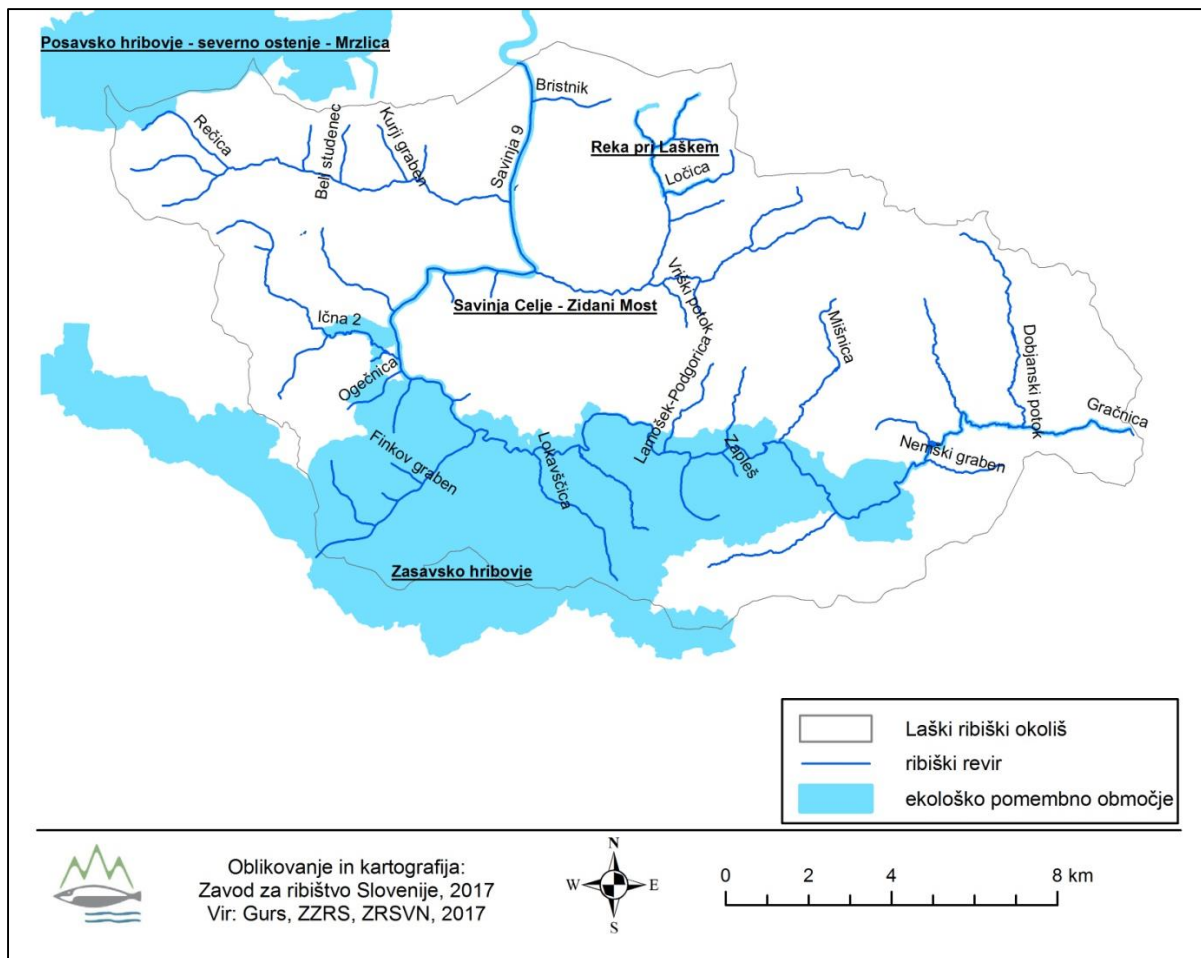 Posavsko hribovje - severno ostenje - Mrzlica
Bristnik
Rečica
Beli studenec
Kurji graben
Savinja 9
Reka pri Laškem
Ločica
Vriški potok
Savinja Celje - Zidani Most
Ična 2
Mišnica
Dobjanski potok
Ogečnica
Lamošek-Podgorica
Gračnica
Finkov graben
Lokavščica
Zapleš
Nemški graben
Zasavsko hribovje
Laški ribiški okoliš
ribiški revir
ekološko pomembno območje
Oblikovanje in kartografija:
Zavod za ribištvo Slovenije, 2017
Vir: Gurs, ZZRS, ZRSVN, 2017
N
W E
S
0 2 4 8 km